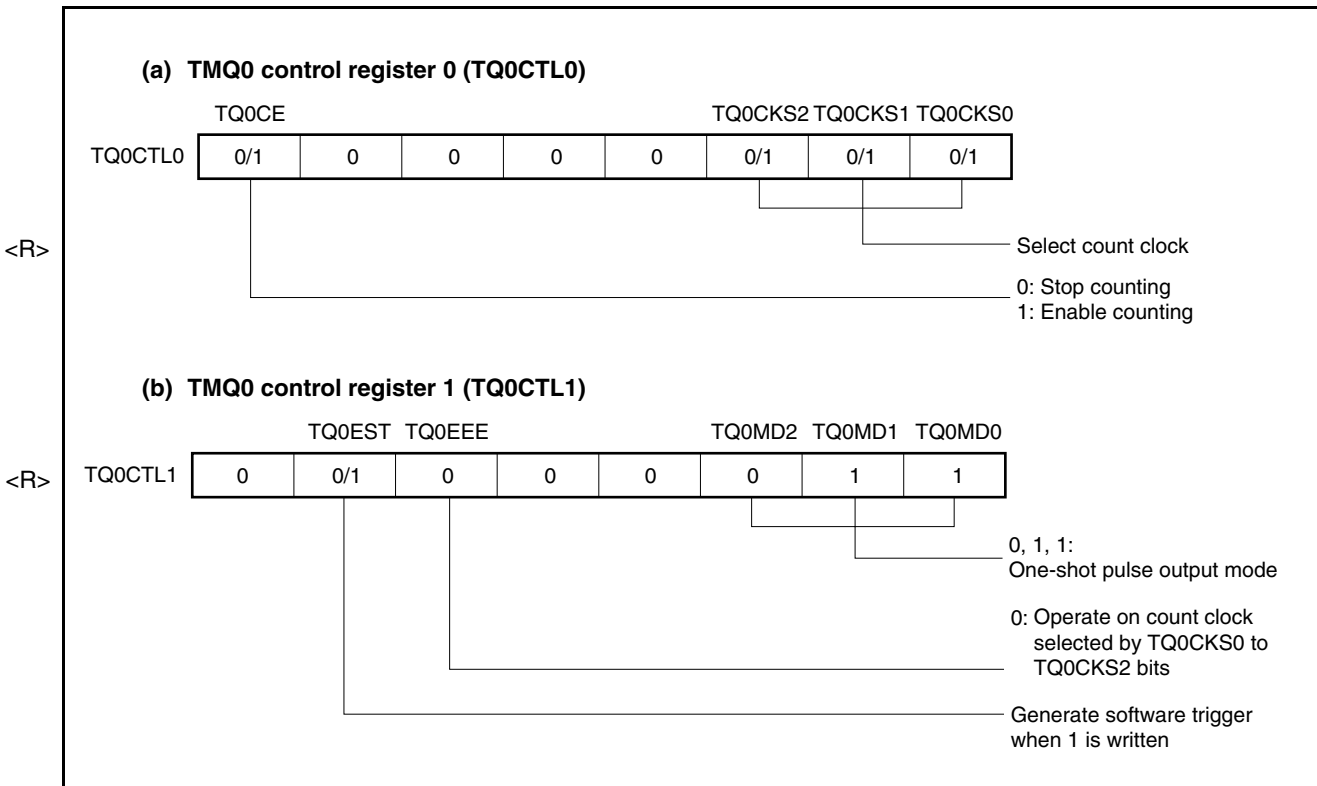 (a) TMQ0 control register 0 (TQ0CTL0)
TQ0CE TQ0CKS2 TQ0CKS1 TQ0CKS0
TQ0CTL0 0/1 0 0 0 0 0/1 0/1 0/1
<R>
Select count clock
0: Stop counting
1: Enable counting
(b) TMQ0 control register 1 (TQ0CTL1)
TQ0EST TQ0EEE TQ0MD2 TQ0MD1 TQ0MD0
<R> TQ0CTL1 0 0/1 0 0 0 0 1 1
0, 1, 1:
One-shot pulse output mode
0: Operate on count clock
selected by TQ0CKS0 to
TQ0CKS2 bits
Generate software trigger
when 1 is written